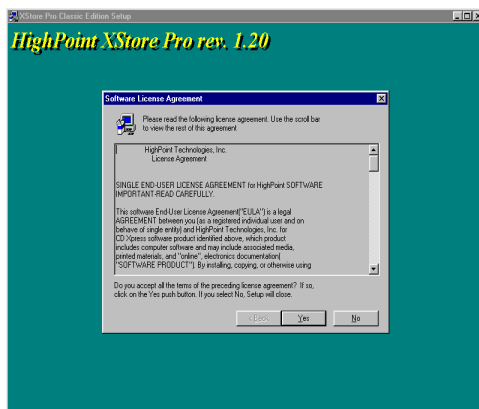 XStore Pro Classic Edition Setup
HighPoint XStore Pro rev. 1.20
Software License Agreement
Please read the following license agreement. Use the scroll bar
to view the rest of this agreement
HighPoint Technologies, Inc.
License Agreement
SINGLE END-USER LICENSE AGREEMENT for HighPoint SOFTWARE
IMPORTANT-READ CAREFULLY.
This software End-User License Agreement("EULA") is a legal
AGREEMENT between you (as a registered individual user and on
behave of single entity) and HighPoint Technologies, Inc. for
CD Xpress software product identified above, which product
includes computer software and may include associated media,
printed materials, and "online", electronic documentation(
"SOFTWARE PRODUCT"). By installing, copying, or otherwise using
Do you accept all the terms of the preceding license agreement? If so,
click on the Yes push button. If you select No, Setup will close.
< Back
Yes
No